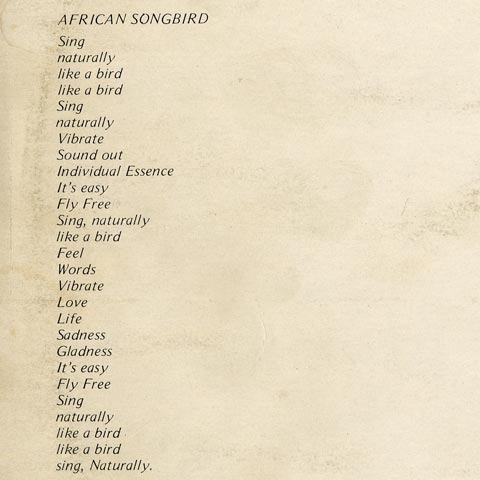 AFRICAN SONGBIRD
Sing
naturally
like a bird
like a bird
Sing
naturally
Vibrate
Sound out
Individual Essence
It's easy
Fly Free
Sing, naturally
like a bird
Feel
Words
Vibrate
Love
Life
Sadness
Gladness
It's easy
Fly Free
Sing
naturally
like a bird
like a bird
sing, Naturally.